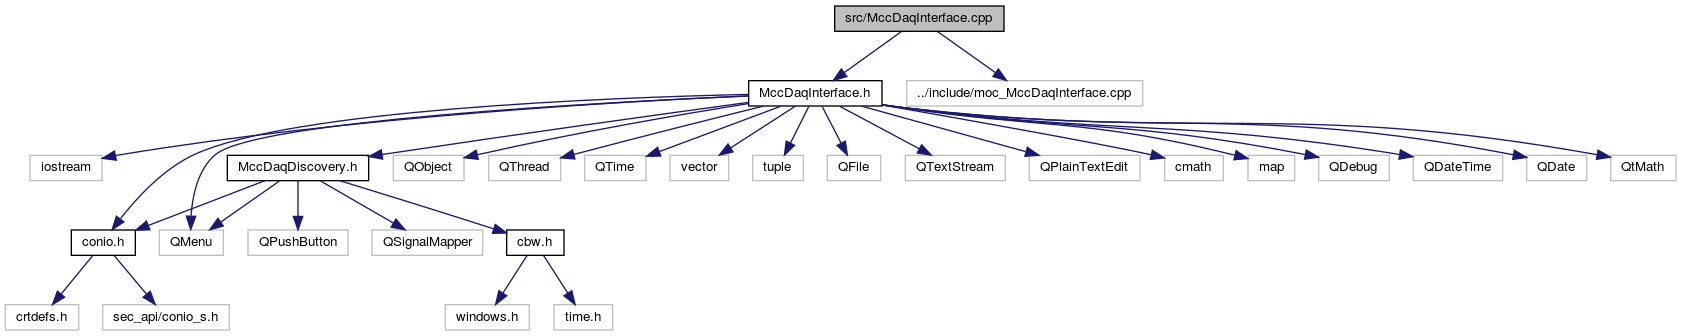 src/MccDaqInterface.cpp
MccDaqInterface.h
../include/moc_MccDaqInterface.cpp
iostream
MccDaqDiscovery.h
QObject
QThread
QTime
vector
tuple
QFile
QTextStream
QPlainTextEdit
cmath
map
QDebug
QDateTime
QDate
QtMath
conio.h
QMenu
QPushButton
QSignalMapper
cbw.h
crtdefs.h
sec_api/conio_s.h
windows.h
time.h